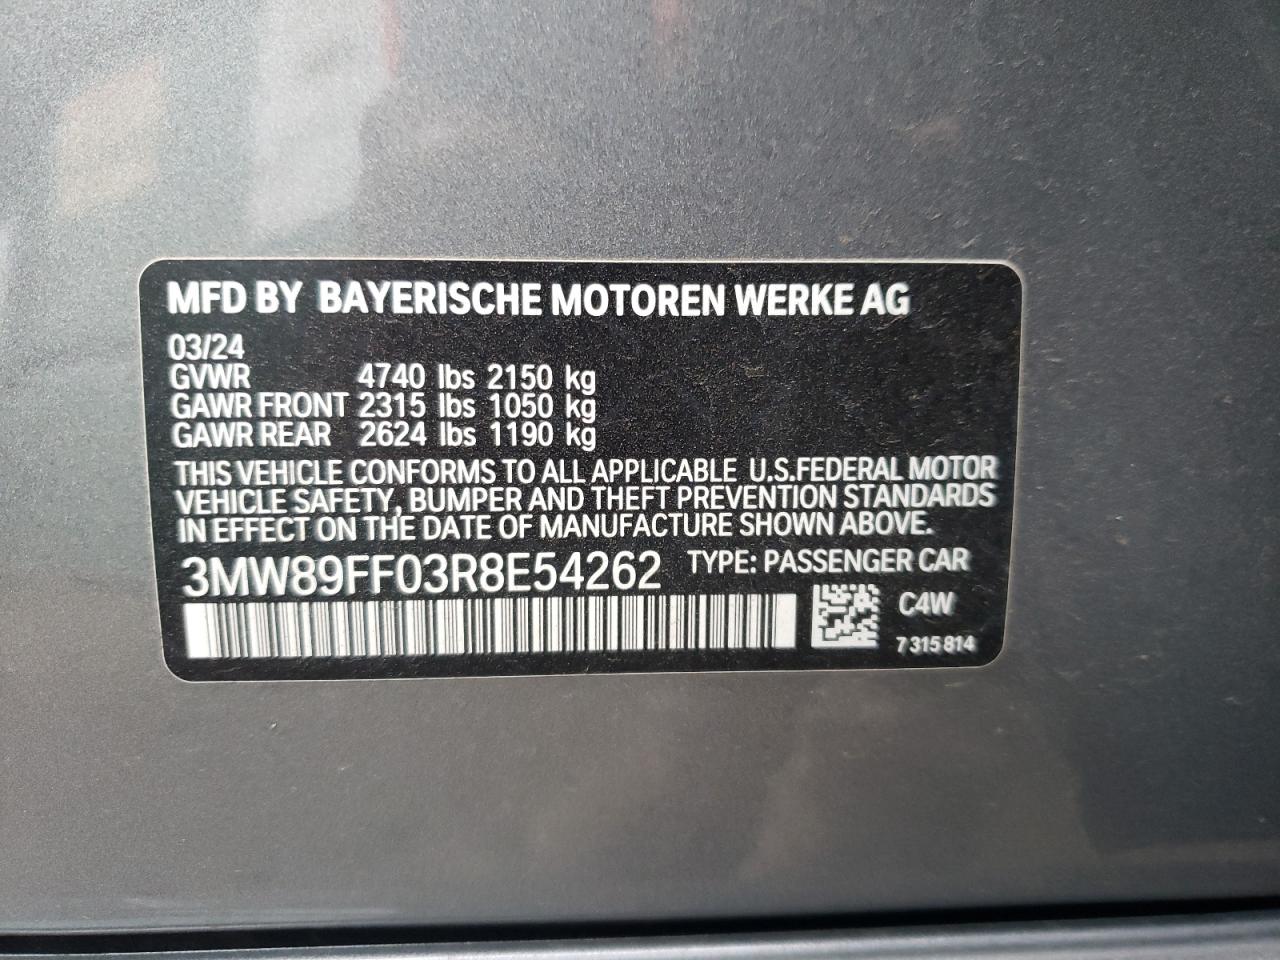 MFD BY BAYERISCHE MOTOREN WERKE AG
03/24
GVWR 4740 lbs 2150 kg
GAWR FRONT 2315 lbs 1050 kg
GAWR REAR 2624 lbs 1190 kg
THIS VEHICLE CONFORMS TO ALL APPLICABLE U.S.FEDERAL MOTOR
VEHICLE SAFETY, BUMPER AND THEFT PREVENTION STANDARDS
IN EFFECT ON THE DATE OF MANUFACTURE SHOWN ABOVE.
3MW89FF03R8E54262 TYPE: PASSENGER CAR
C4W
7 315 814